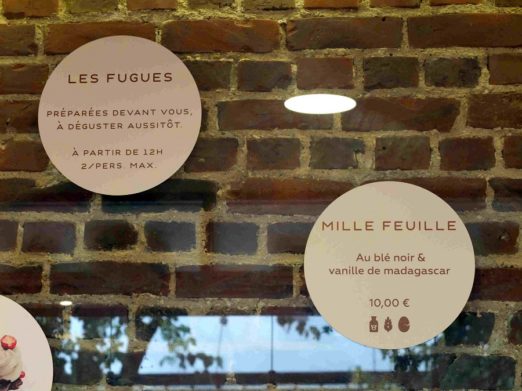 LES FUGUES
PRÉPARÉES DEVANT VOUS,
À DÉGUSTER AUSSITÔT.
À PARTIR DE 12H
2/PERS. MAX.
MILLE FEUILLE
Au blé noir &
vanille de madagascar
10,00 €